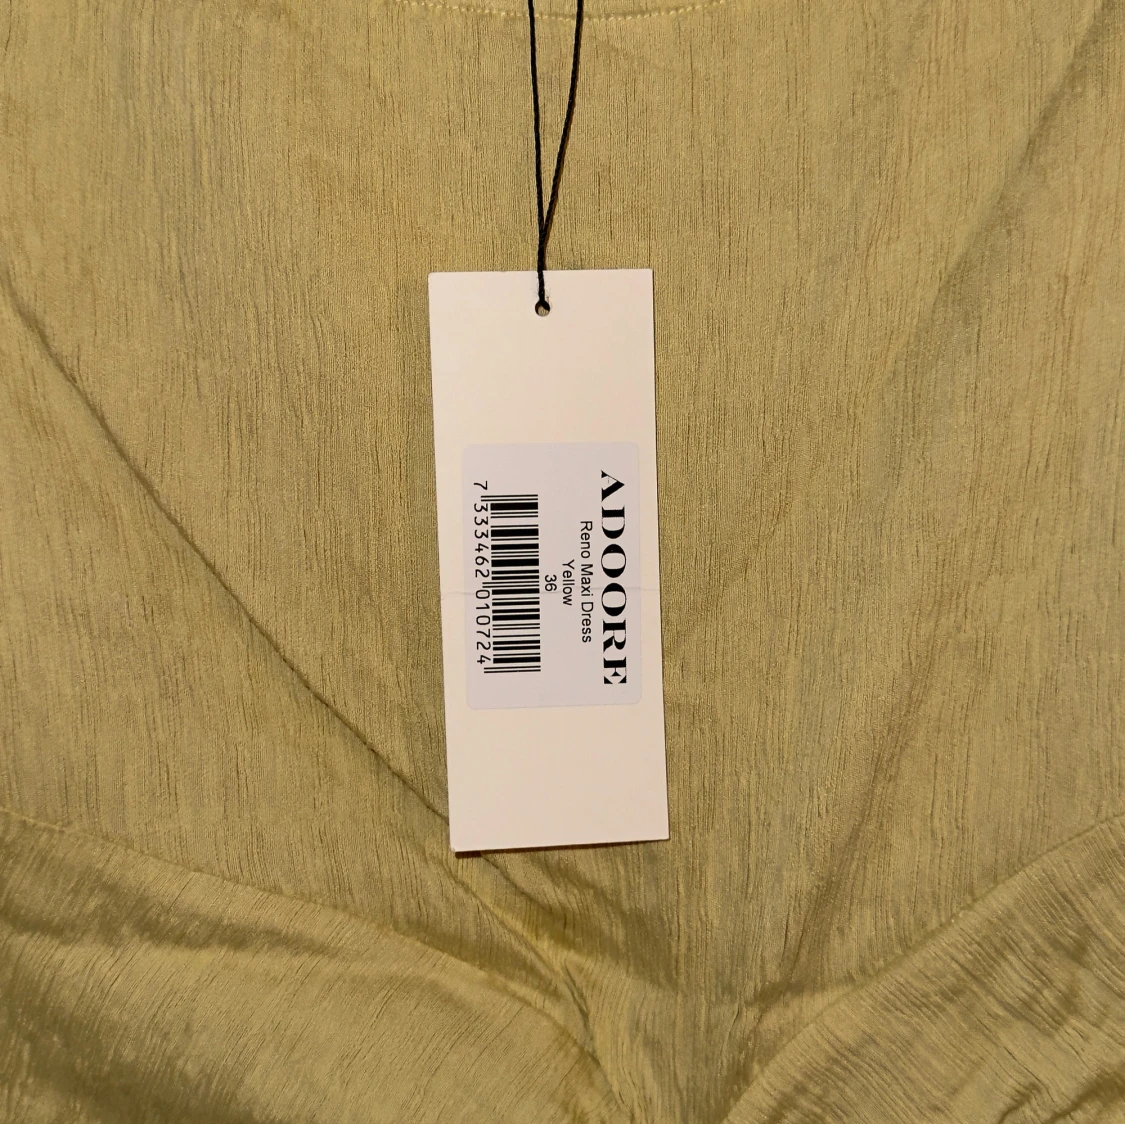 ADOORE
Reno Maxi Dress
Yellow
36
7 333462 010724